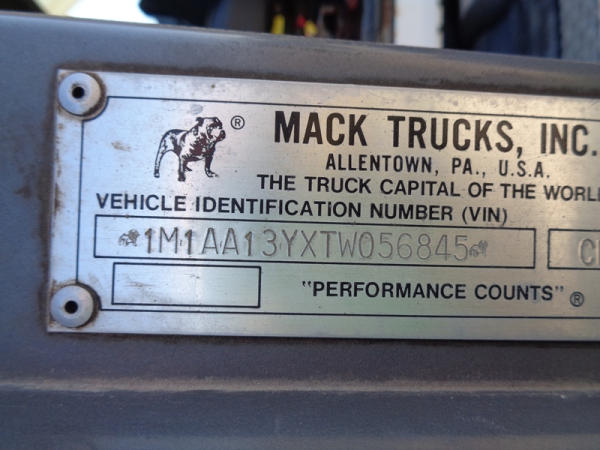 ® MACK TRUCKS, INC.
ALLENTOWN, PA., U.S.A.
THE TRUCK CAPITAL OF THE WORL
VEHICLE IDENTIFICATION NUMBER (VIN)
1M1AA13YXTW056845
"PERFORMANCE COUNTS" ®